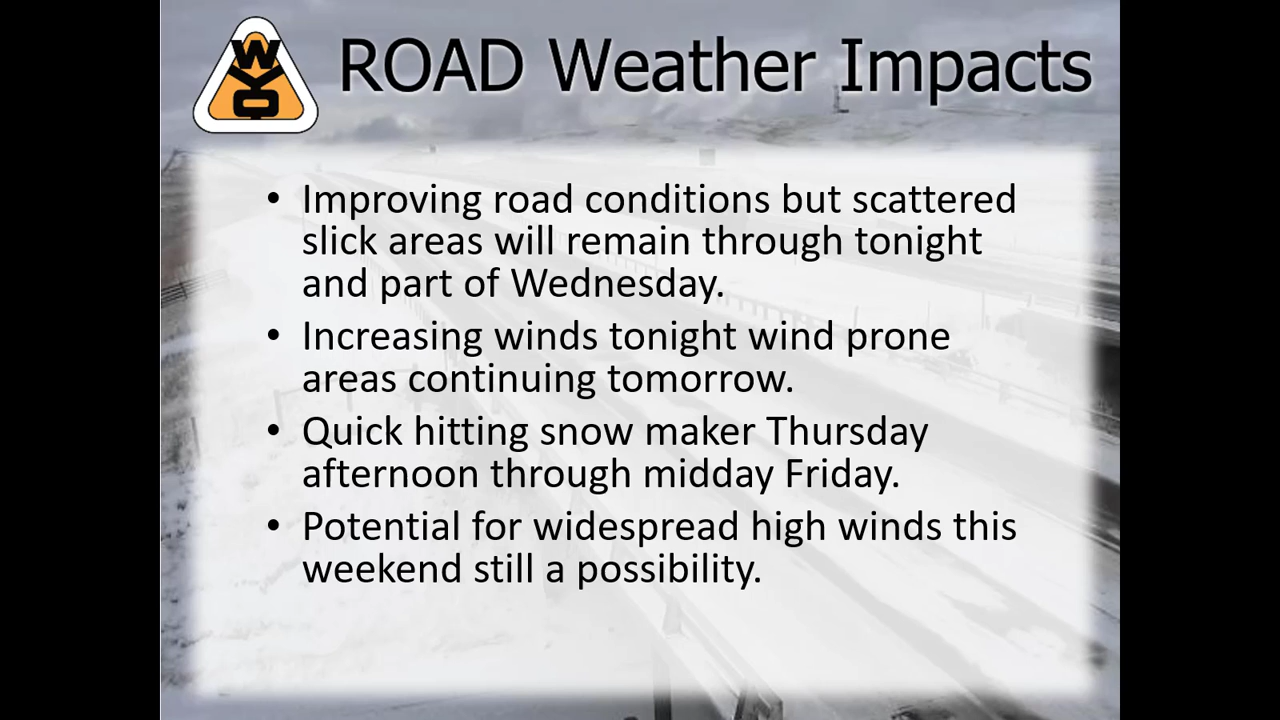 WYO
ROAD Weather Impacts
• Improving road conditions but scattered
slick areas will remain through tonight
and part of Wednesday.
• Increasing winds tonight wind prone
areas continuing tomorrow.
• Quick hitting snow maker Thursday
afternoon through midday Friday.
• Potential for widespread high winds this
weekend still a possibility.